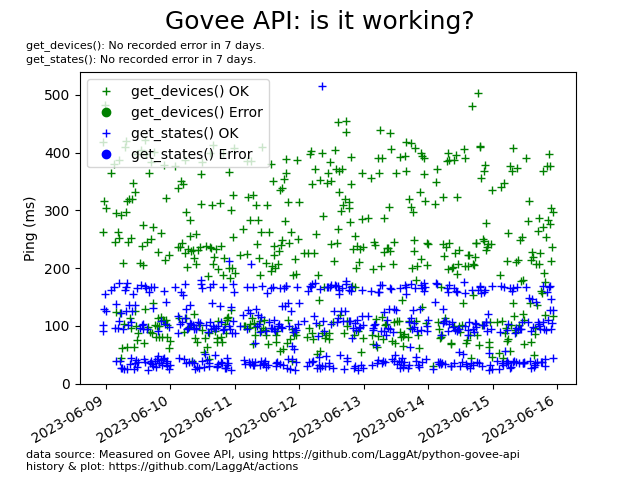 Govee API: is it working?
get_devices(): No recorded error in 7 days.
get_states(): No recorded error in 7 days.
get_devices() OK
get_devices() Error
get_states() OK
get_states() Error
Ping (ms)
500
400
300
200
100
0
2023-06-09
2023-06-10
2023-06-11
2023-06-12
2023-06-13
2023-06-14
2023-06-15
2023-06-16
data source: Measured on Govee API, using https://github.com/LaggAt/python-govee-api
history & plot: https://github.com/LaggAt/actions